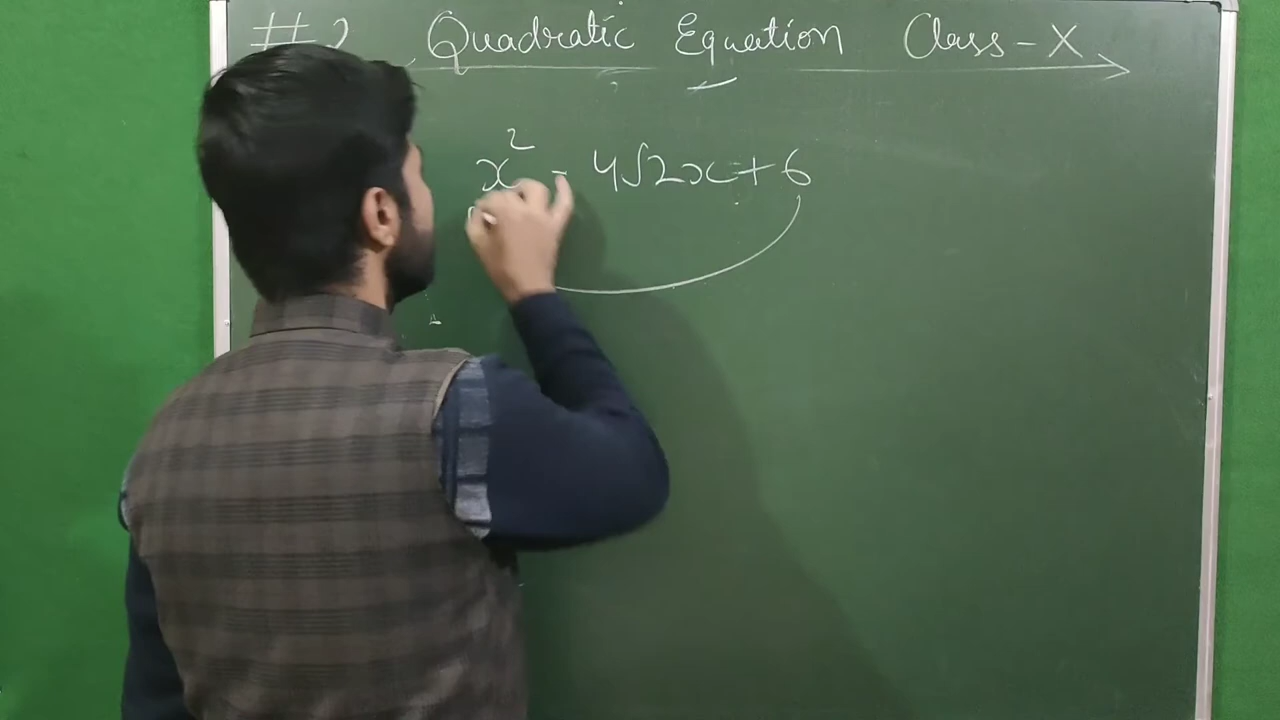 #2 Quadratic Equation Class-X
x² - 4√2x + 6